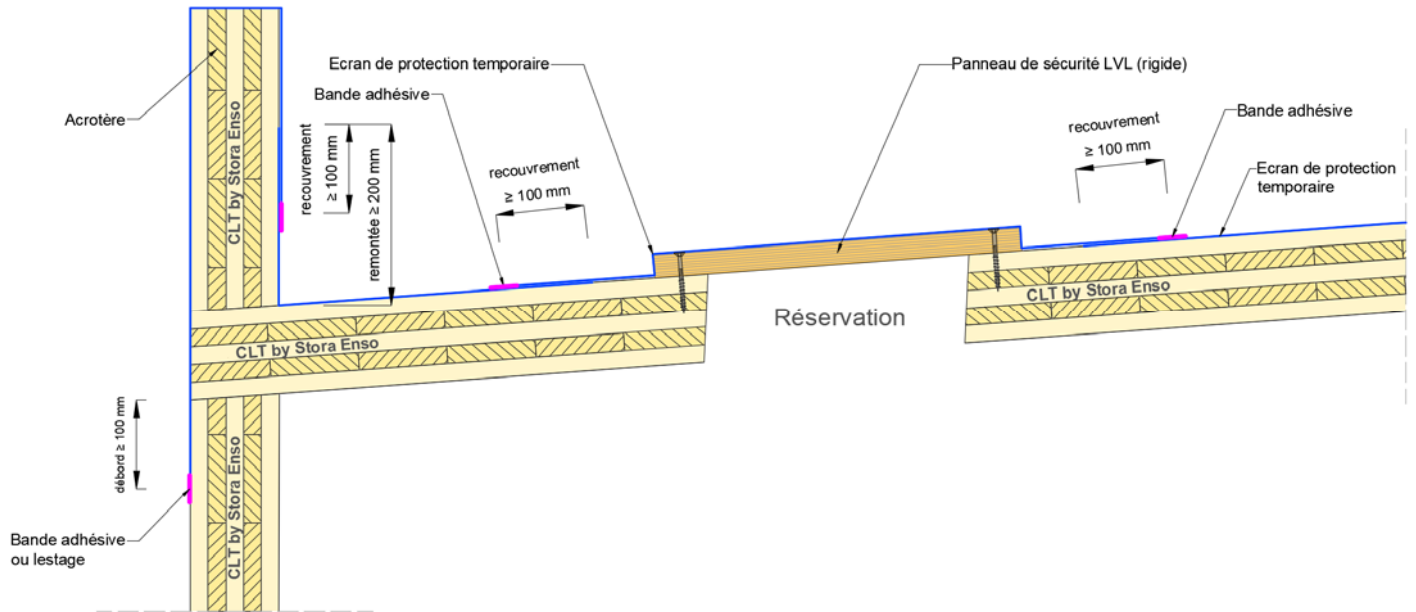 Ecran de protection temporaire
Panneau de sécurité LVL (rigide)
Bande adhésive
Bande adhésive
Acrotère
recouvrement
≥ 100 mm
remontée ≥ 200 mm
recouvrement
≥ 100 mm
recouvrement
≥ 100 mm
Ecran de protection
temporaire
CLT by Stora Enso
CLT by Stora Enso
Réservation
CLT by Stora Enso
débord ≥ 100 mm
CLT by Stora Enso
Bande adhésive
ou lestage